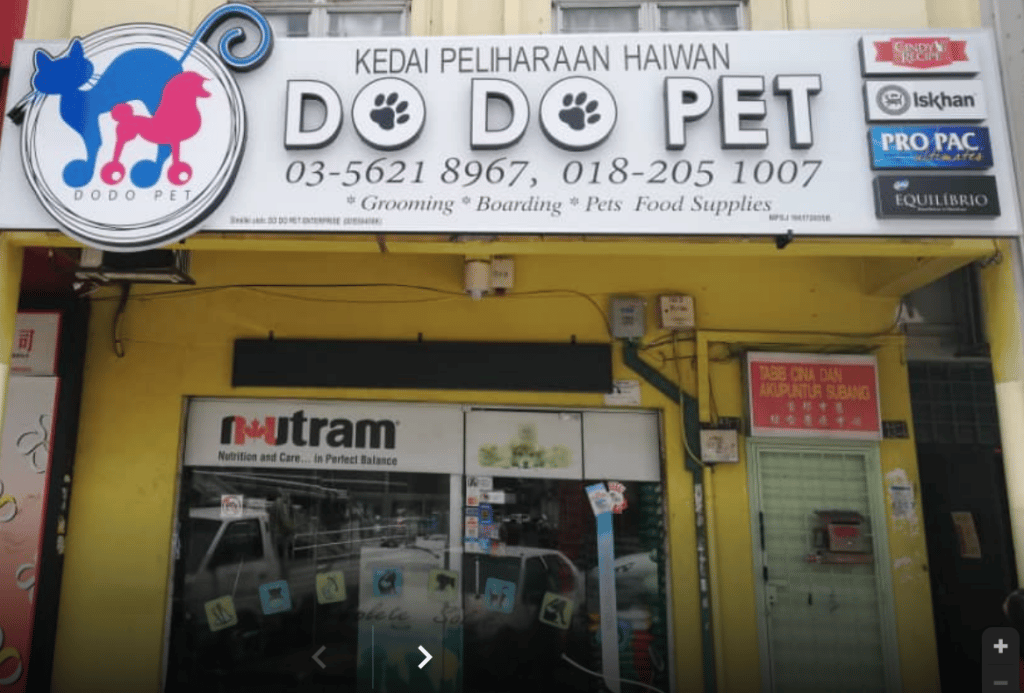 KEDAI PELIHARAAN HAIWAN
DO DO PET
03-5621 8967, 018-205 1007
* Grooming * Boarding * Pets Food Supplies
DODO PET
CINDY'S RECIPE
Iskhan
PRO PAC
ultimates
EQUILÍBRIO
nutram
Nutrition and Care... in Perfect Balance
TABIB CINA DAN
AKUPUNTUR SUBANG
司